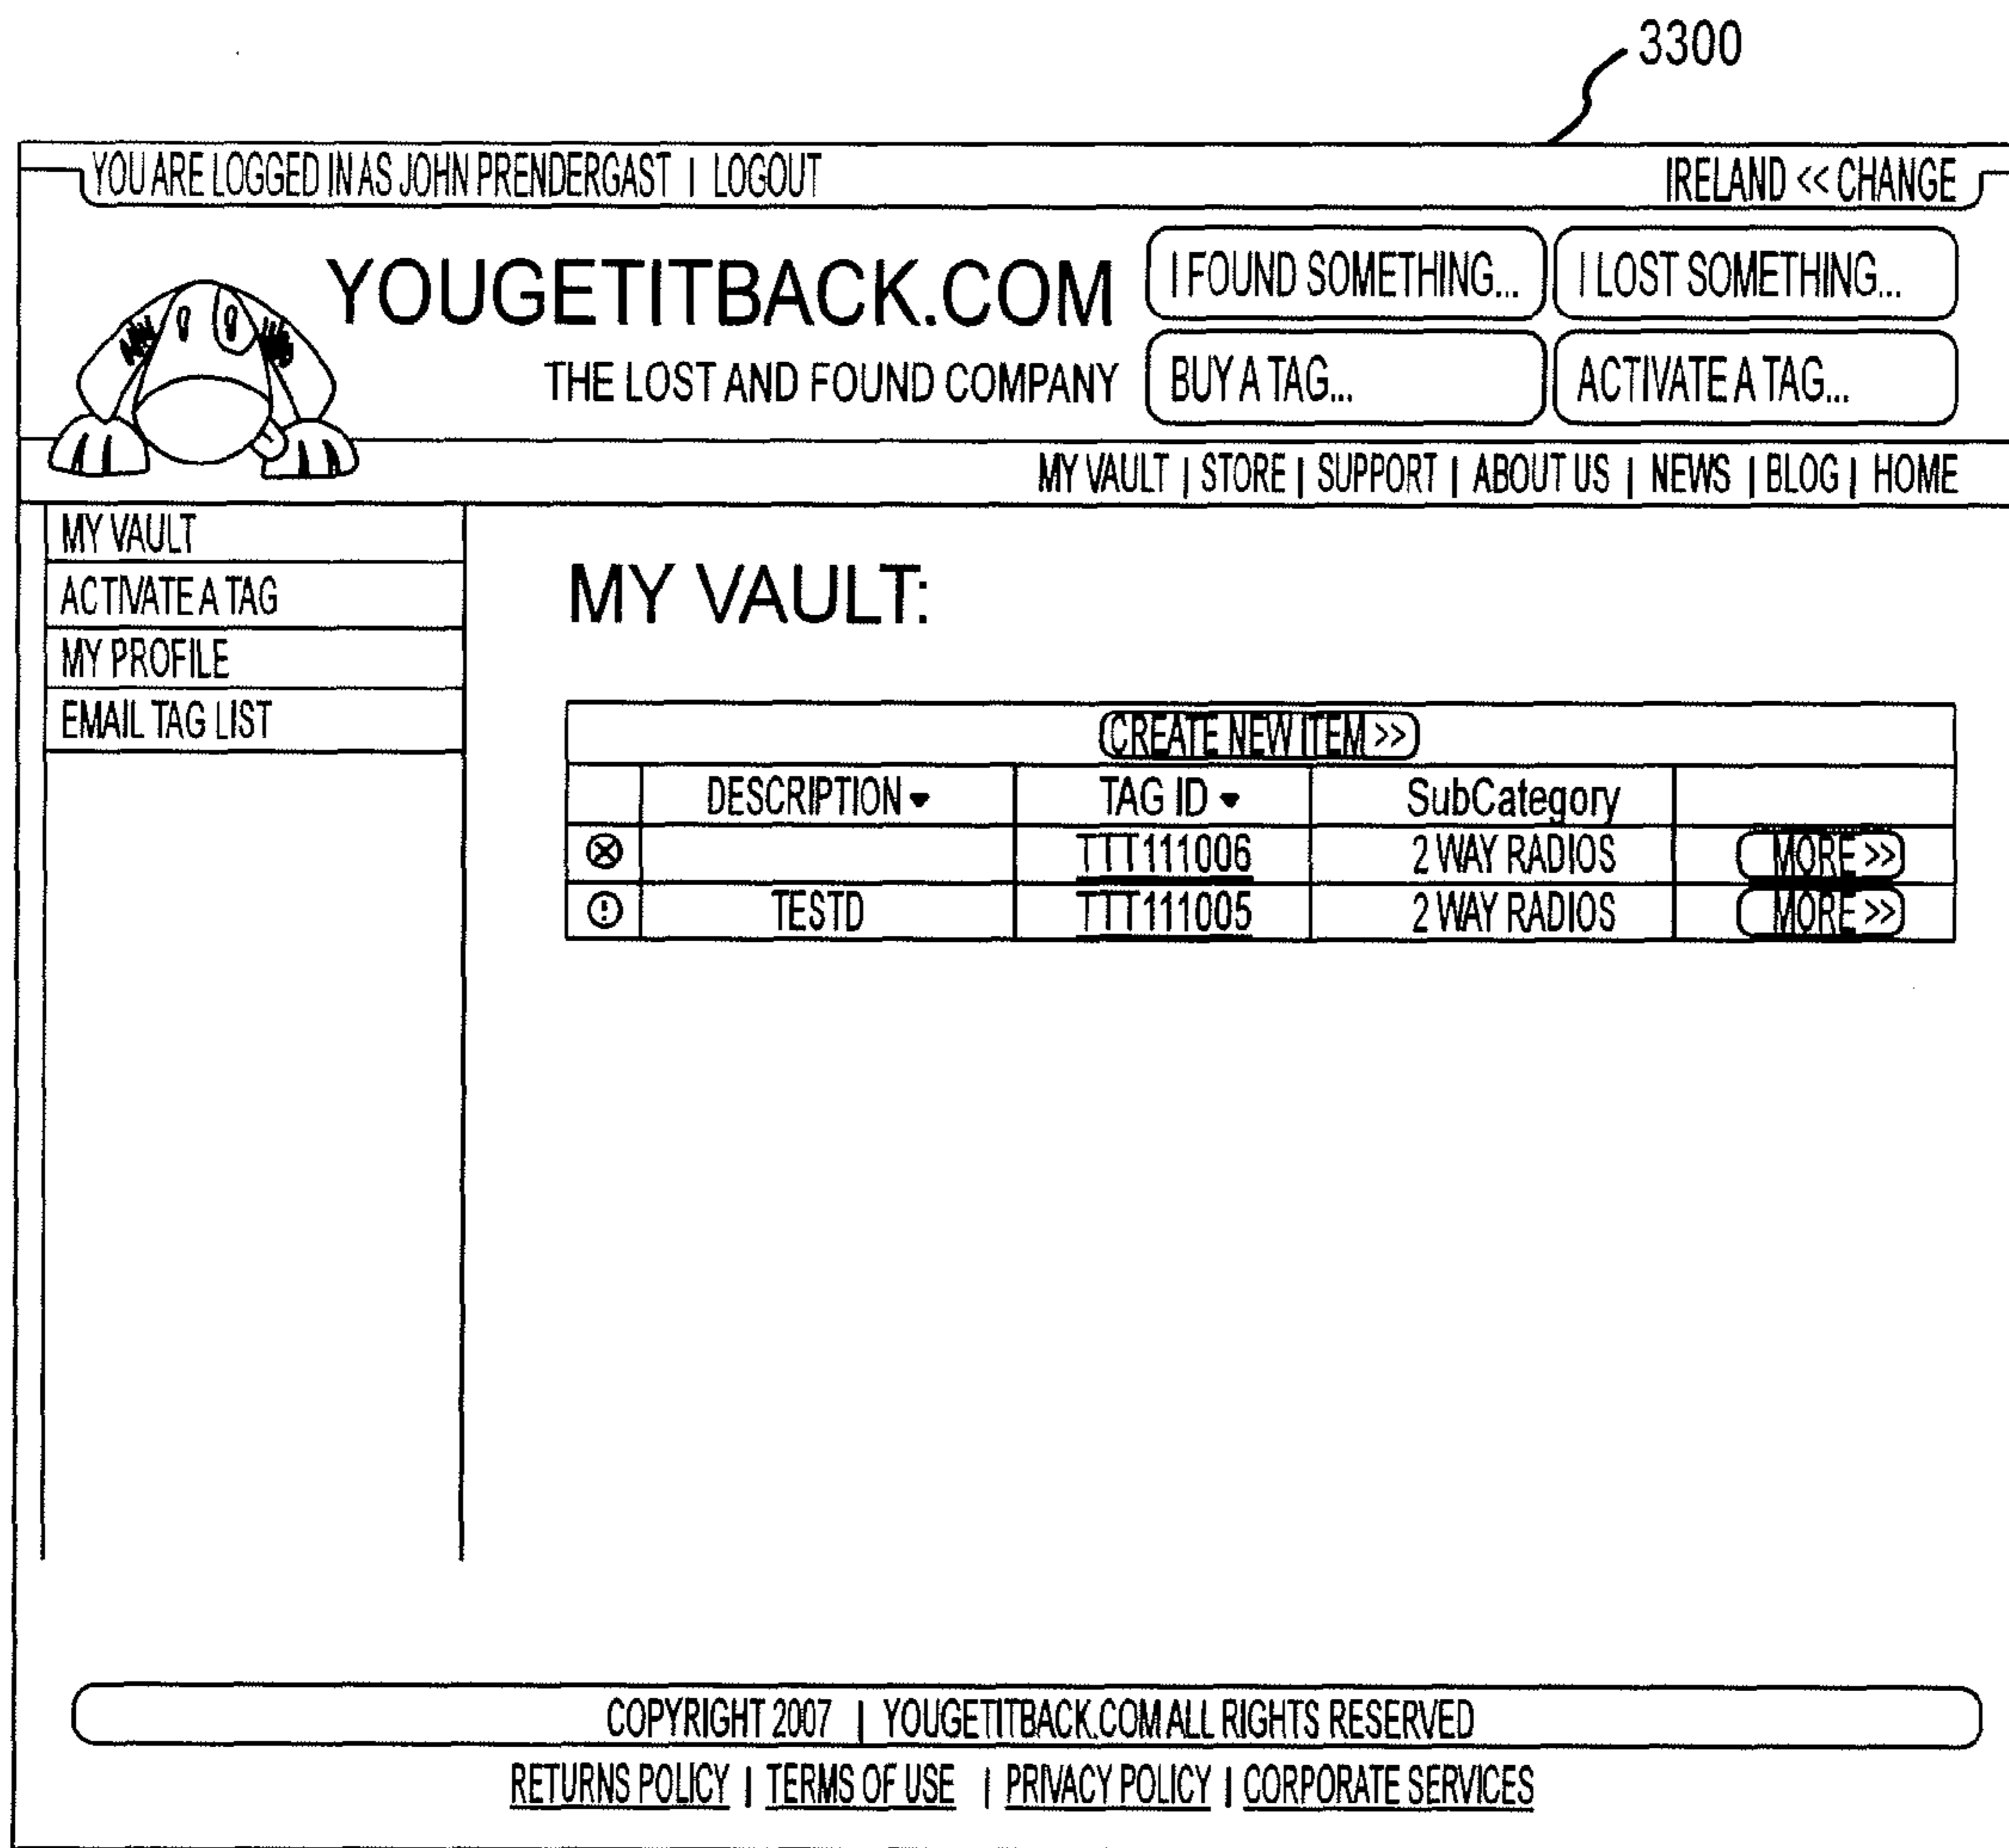 3300
YOU ARE LOGGED IN AS JOHN PRENDERGAST | LOGOUT
IRELAND << CHANGE
YOUGETITBACK.COM
THE LOST AND FOUND COMPANY
I FOUND SOMETHING...
I LOST SOMETHING...
BUY A TAG...
ACTIVATE A TAG...
MY VAULT | STORE | SUPPORT | ABOUT US | NEWS | BLOG | HOME
MY VAULT
ACTIVATE A TAG
MY PROFILE
EMAIL TAG LIST
MY VAULT:
CREATE NEW ITEM >>
DESCRIPTION TAG ID SubCategory
TTT111006 2 WAY RADIOS MORE >>
TESTD TTT111005 2 WAY RADIOS MORE >>
COPYRIGHT 2007 | YOUGETITBACK.COM ALL RIGHTS RESERVED
RETURNS POLICY | TERMS OF USE | PRIVACY POLICY | CORPORATE SERVICES